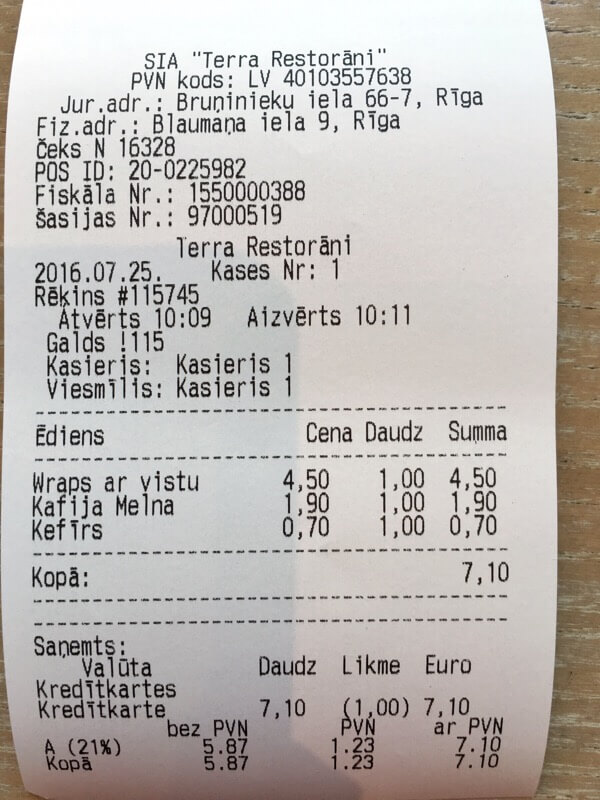 SIA "Terra Restorāni"
PVN kods: LV 40103557638
Jur.adr.: Bruņinieku iela 66-7, Rīga
Fiz.adr.: Blaumaņa iela 9, Rīga
Čeks N 16328
POS ID: 20-0225982
Fiskāla Nr.: 1550000388
Šasijas Nr.: 97000519
Terra Restorāni
2016.07.25. Kases Nr: 1
Rēķins #115745
Atvērts 10:09 Aizvērts 10:11
Galds !115
Kasieris: Kasieris 1
Viesmīlis: Kasieris 1
Ēdiens Cena Daudz Summa
Wraps ar vistu 4,50 1,00 4,50
Kafija Melna 1,90 1,00 1,90
Kefīrs 0,70 1,00 0,70
Kopā: 7,10
Saņemts:
Valūta Daudz Likme Euro
Kredītkartes
Kredītkarte 7,10 (1,00) 7,10
bez PVN PVN ar PVN
A (21%) 5.87 1.23 7.10
Kopā 5.87 1.23 7.10